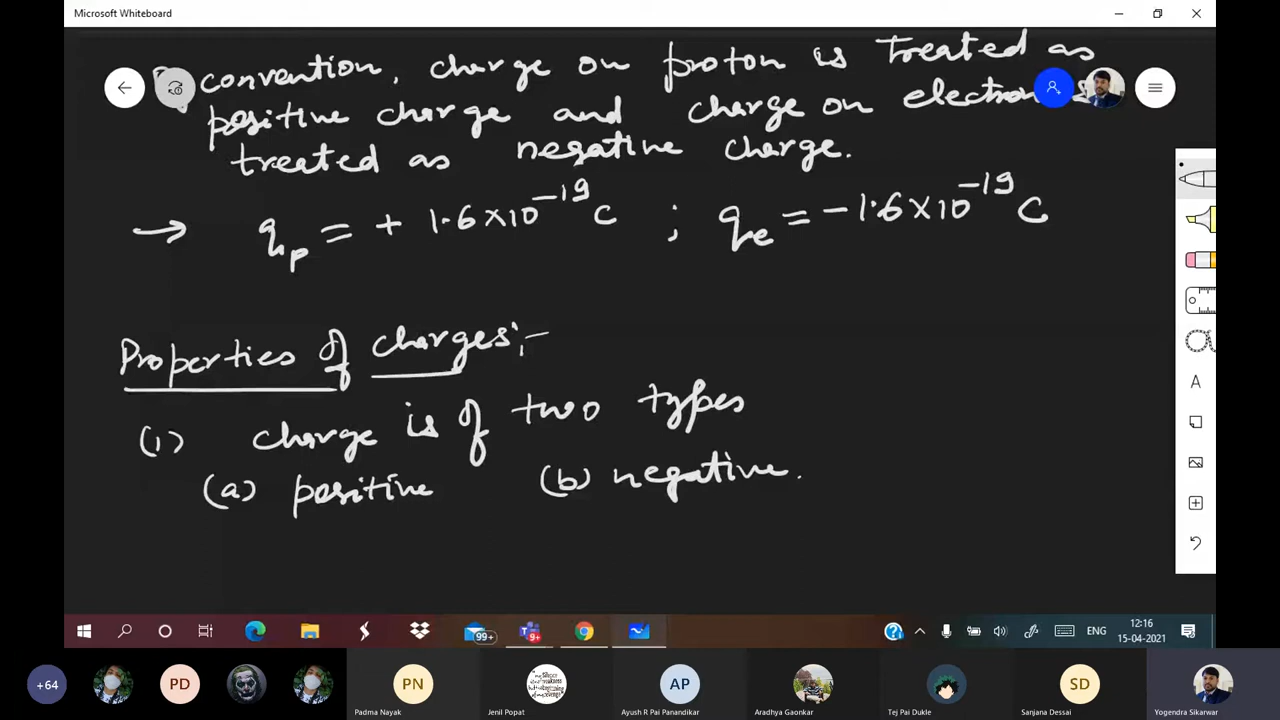 Microsoft Whiteboard
convention, charge on proton is treated as
positive charge and charge on electron is
treated as negative charge.
→ qp = + 1.6×10^-19 C ; qe = -1.6×10^-19 C
Properties of charges:-
(1) charge is of two types
(a) positive (b) negative.
A
99+
9+
ENG
12:16
15-04-2021
+64
PD
PN
AP
SD
Padma Nayak
Jenil Popat
Ayush R Pai Panandikar
Aradhya Gaonkar
Tej Pai Dukle
Sanjana Dessai
Yogendra Sikarwar